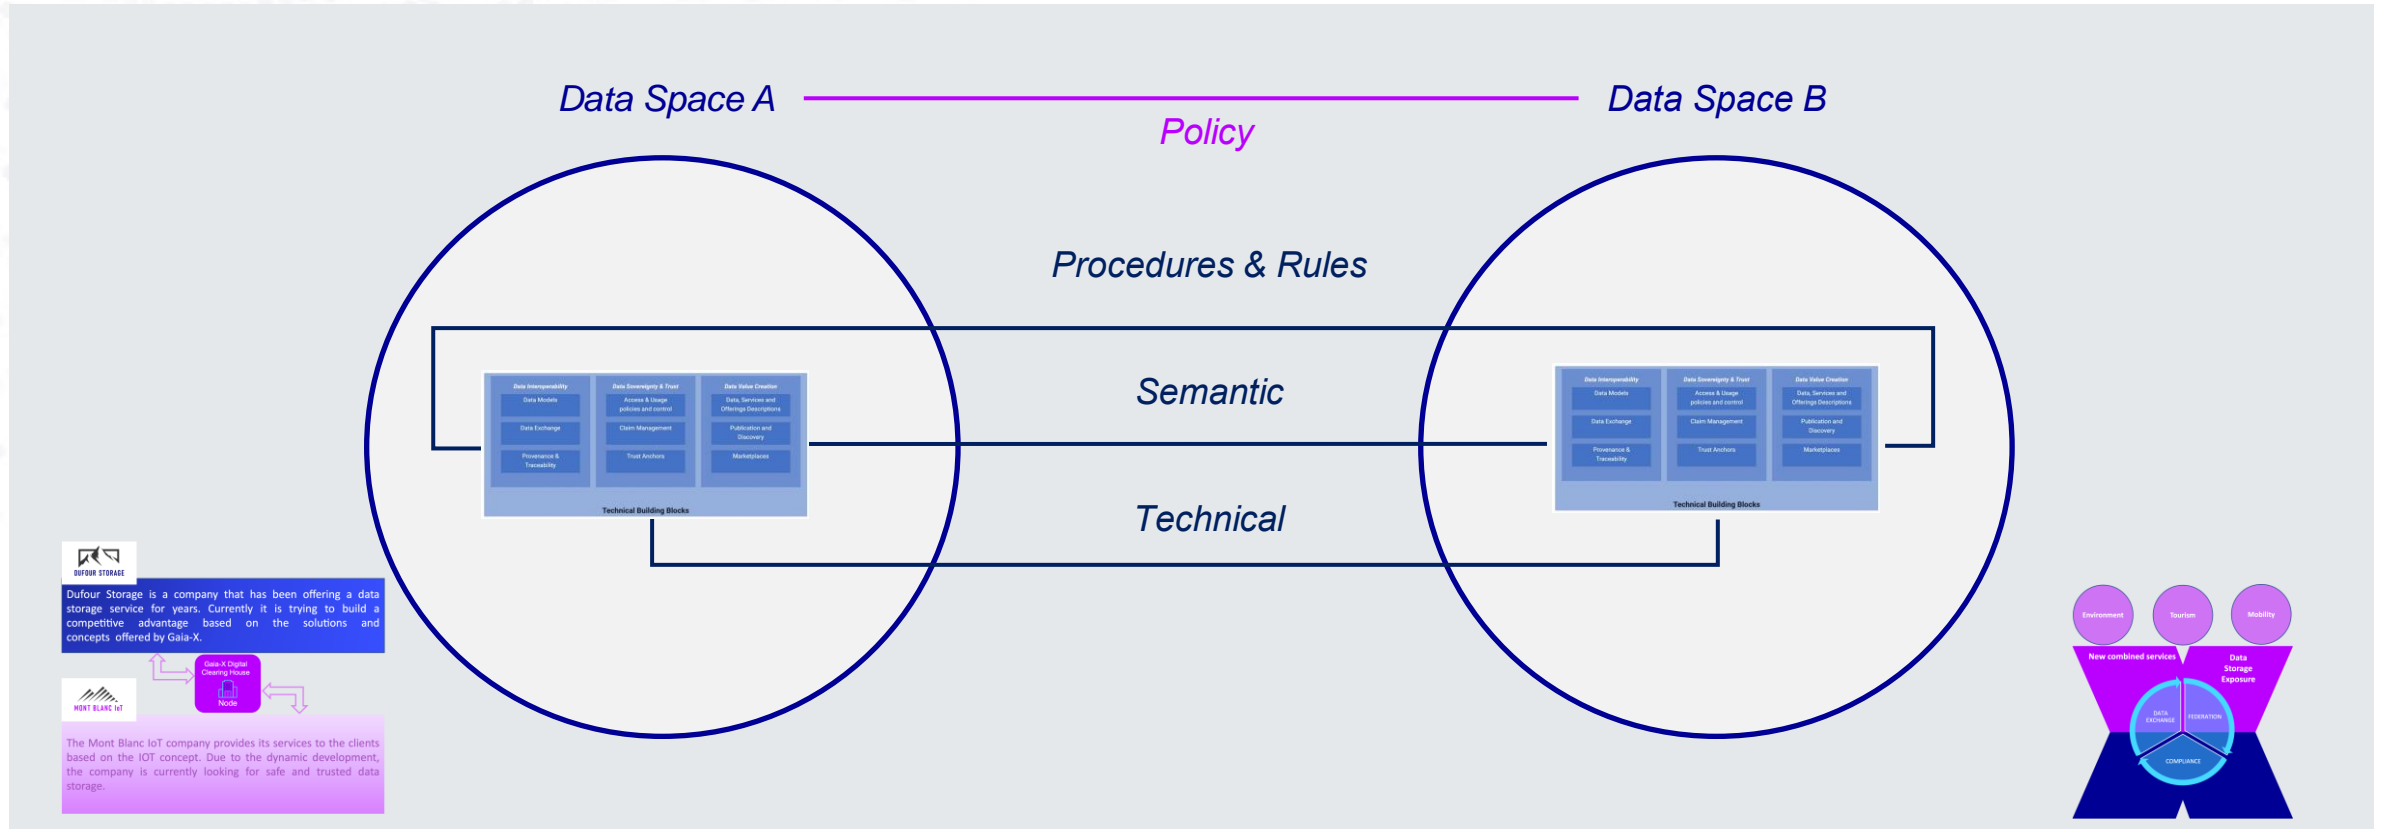 Data Space A
Data Space B
Policy
Procedures & Rules
Semantic
Technical
Data Interoperability
Data Models
Data Exchange
Provenance &
Traceability
Data Sovereignty & Trust
Access & Usage
policies and control
Claim Management
Trust Anchors
Data Value Creation
Data, Services and
Offerings Descriptions
Publication and
Discovery
Marketplaces
Technical Building Blocks
Data Interoperability
Data Models
Data Exchange
Provenance &
Traceability
Data Sovereignty & Trust
Access & Usage
policies and control
Claim Management
Trust Anchors
Data Value Creation
Data, Services and
Offerings Descriptions
Publication and
Discovery
Marketplaces
Technical Building Blocks
DUFOUR STORAGE
Dufour Storage is a company that has been offering a data
storage service for years. Currently it is trying to build a
competitive advantage based on the solutions and
concepts offered by Gaia-X.
Gaia-X Digital
Clearing House
Node
MONT BLANC IoT
The Mont Blanc IoT company provides its services to the clients
based on the IOT concept. Due to the dynamic development,
the company is currently looking for safe and trusted data
storage.
Environment
Tourism
Mobility
New combined services
Data
Storage
Exposure
DATA
EXCHANGE
FEDERATION
COMPLIANCE